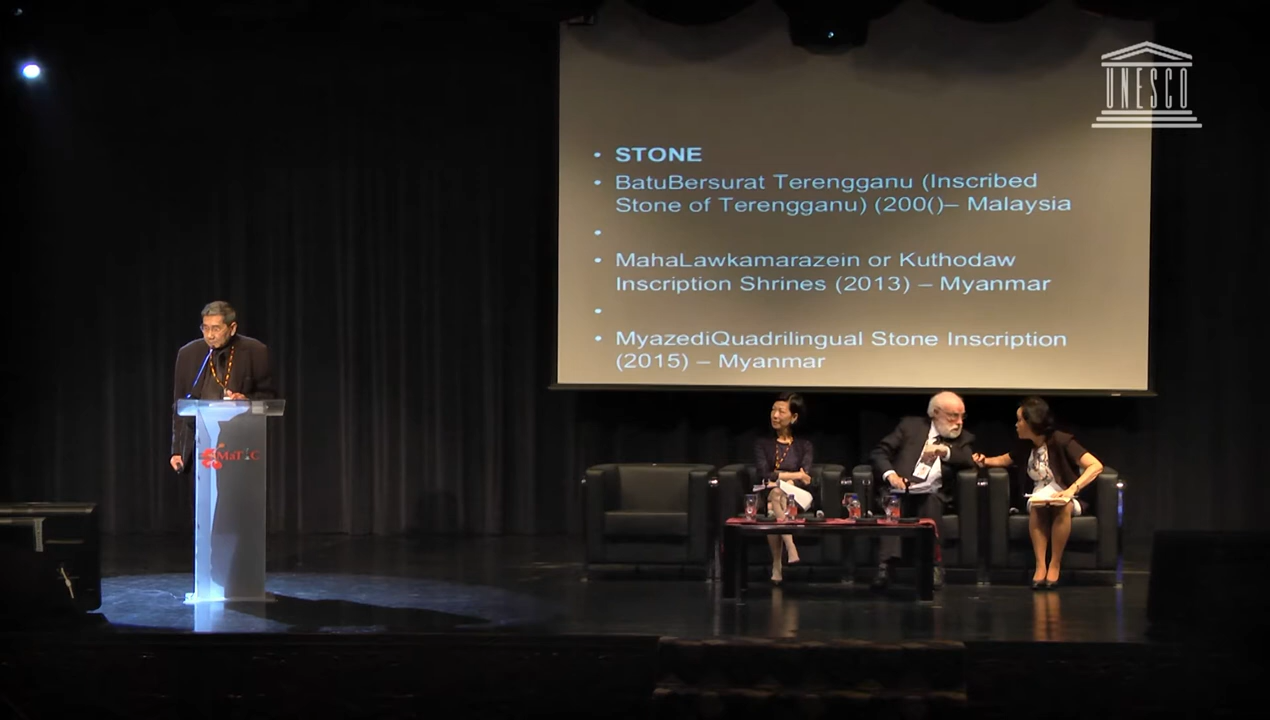 UNESCO
• STONE
• BatuBersurat Terengganu (Inscribed
Stone of Terengganu) (200()– Malaysia
•
• MahaLawkamarazein or Kuthodaw
Inscription Shrines (2013) – Myanmar
•
• MyazediQuadrilingual Stone Inscription
(2015) – Myanmar
MaTiC